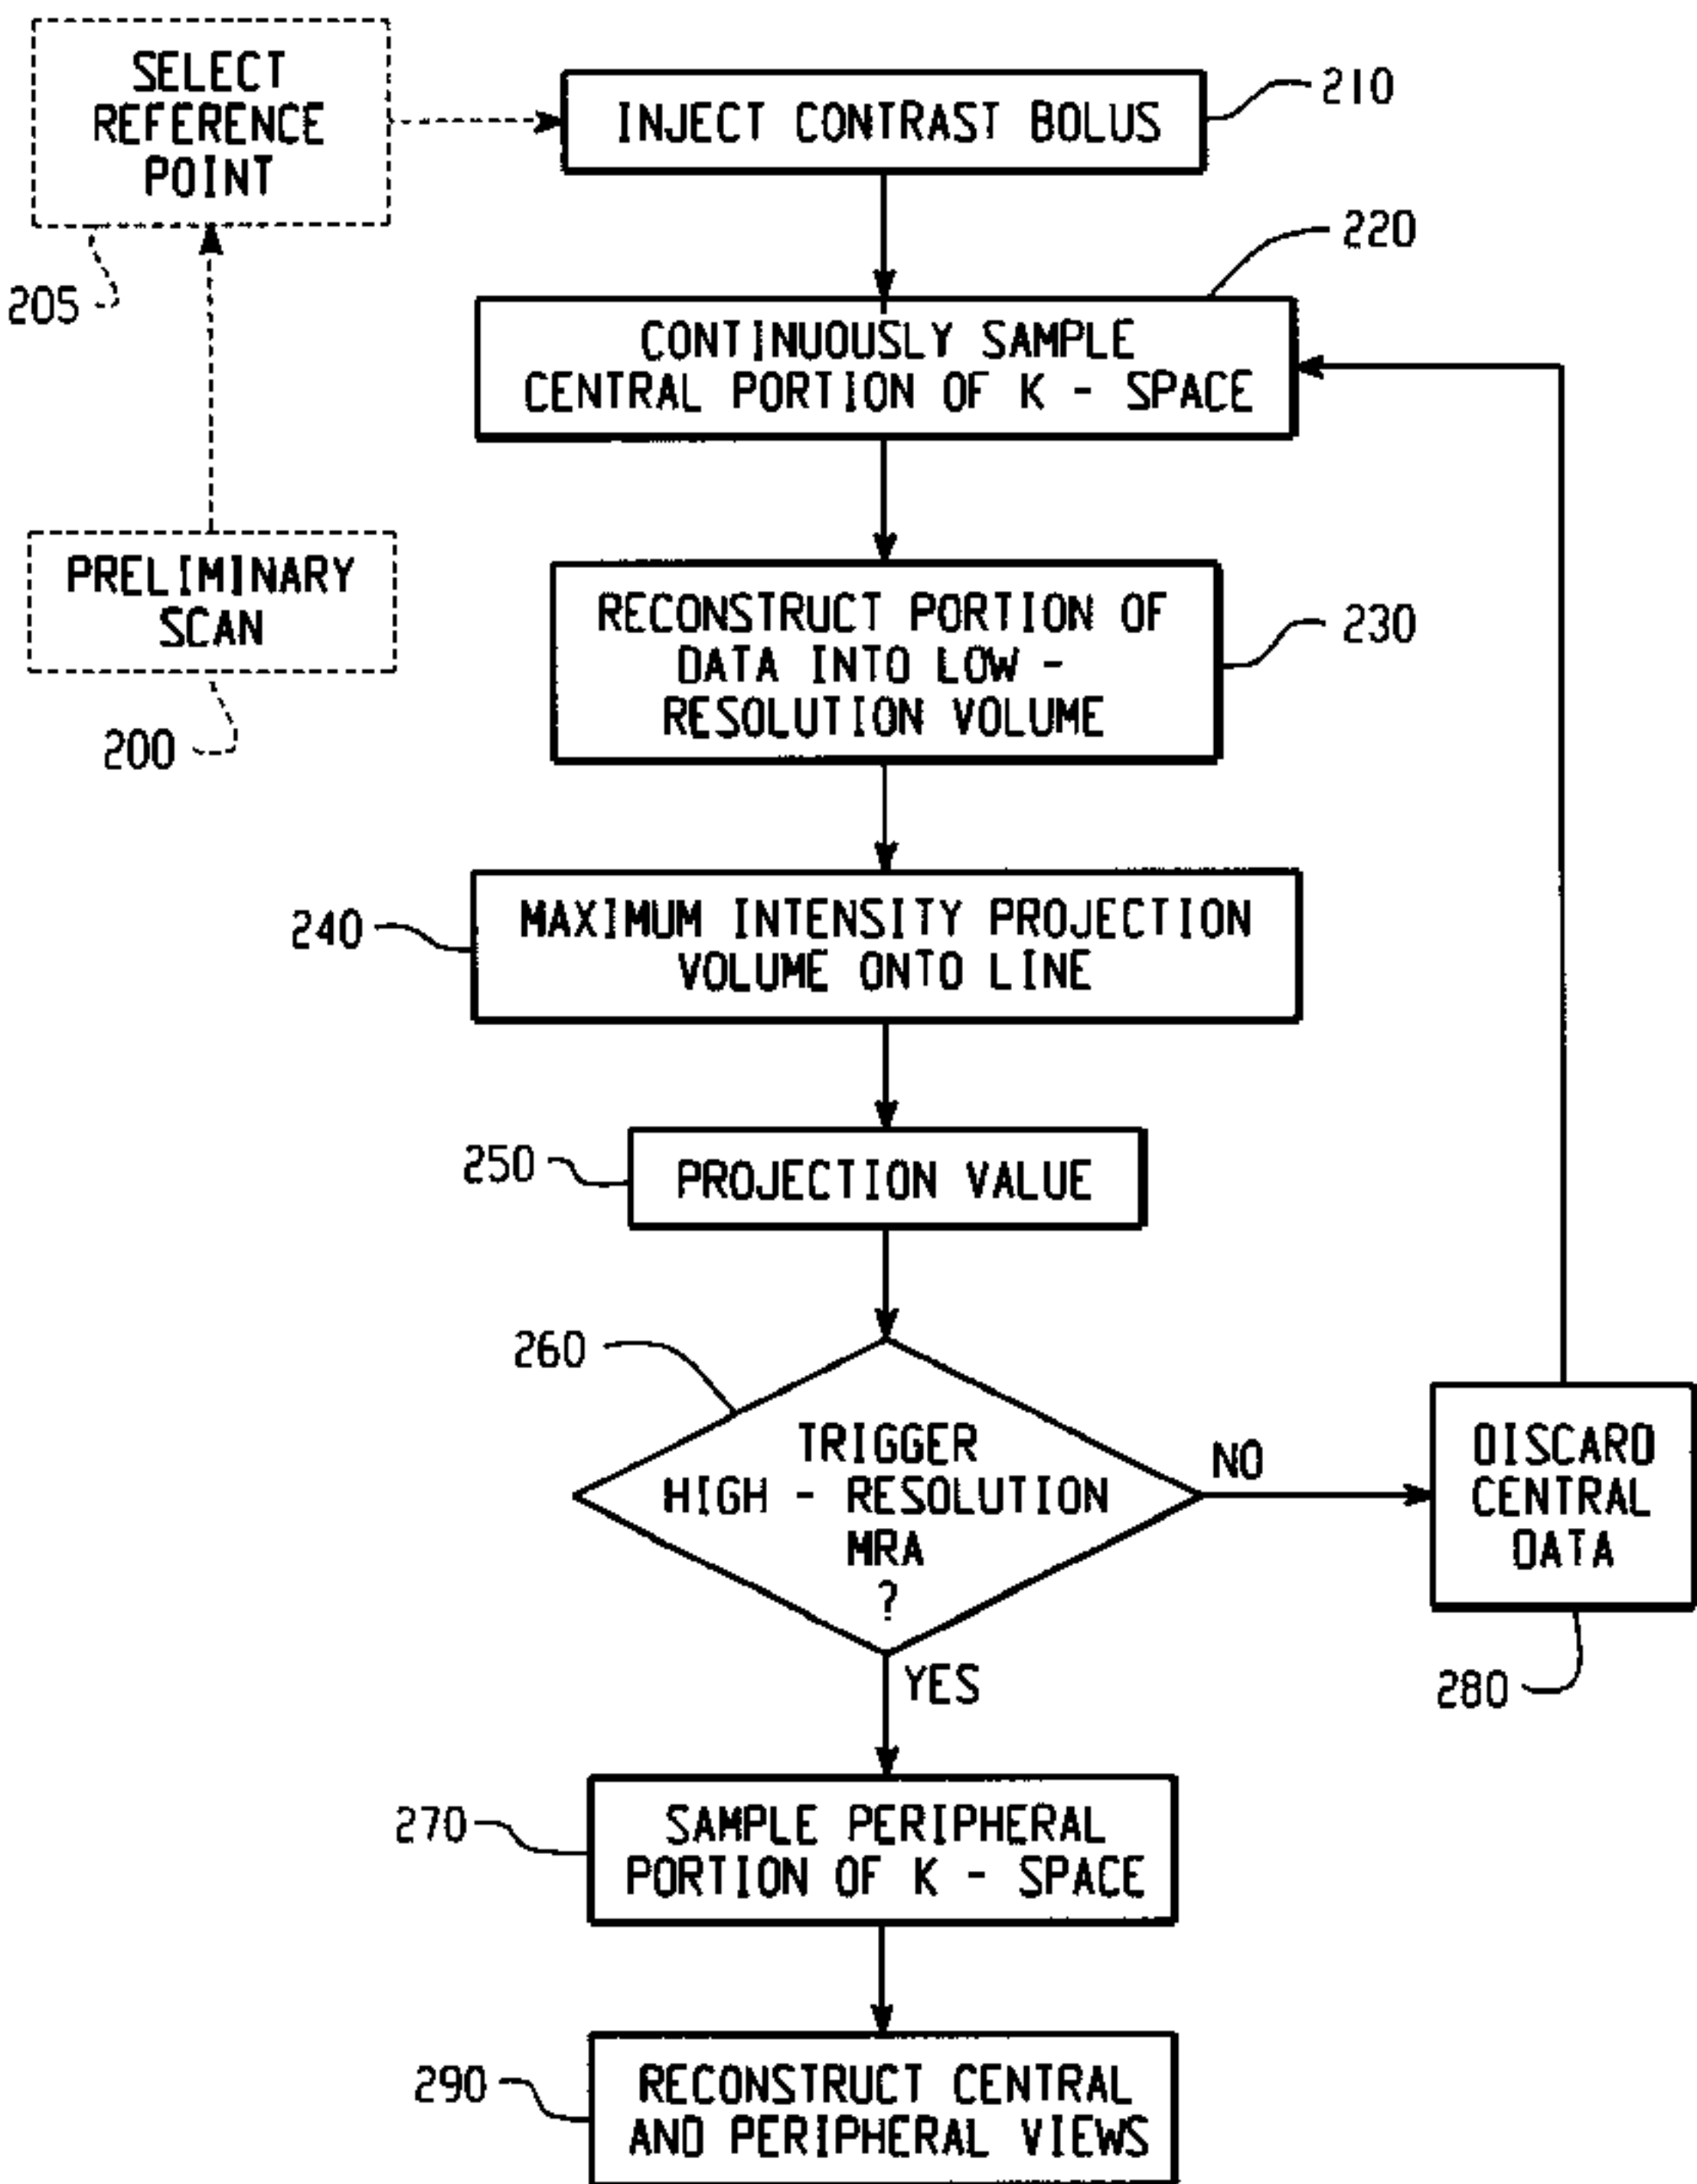 SELECT
REFERENCE
POINT
205
PRELIMINARY
SCAN
200
INJECT CONTRAST BOLUS
210
220
CONTINUOUSLY SAMPLE
CENTRAL PORTION OF K - SPACE
RECONSTRUCT PORTION OF
DATA INTO LOW -
RESOLUTION VOLUME
230
240
MAXIMUM INTENSITY PROJECTION
VOLUME ONTO LINE
250
PROJECTION VALUE
260
TRIGGER
HIGH - RESOLUTION
MRA
?
NO
DISCARD
CENTRAL
DATA
280
YES
270
SAMPLE PERIPHERAL
PORTION OF K - SPACE
290
RECONSTRUCT CENTRAL
AND PERIPHERAL VIEWS